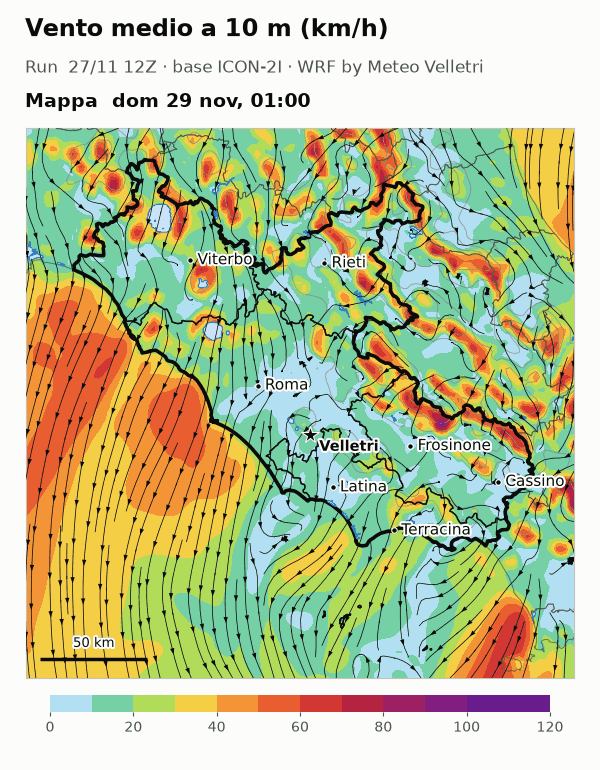 Vento medio a 10 m (km/h)
Run 27/11 12Z · base ICON-2I · WRF by Meteo Velletri
Mappa dom 29 nov, 01:00
Viterbo
Rieti
Roma
Velletri
Frosinone
Cassino
Latina
Terracina
50 km
0 20 40 60 80 100 120